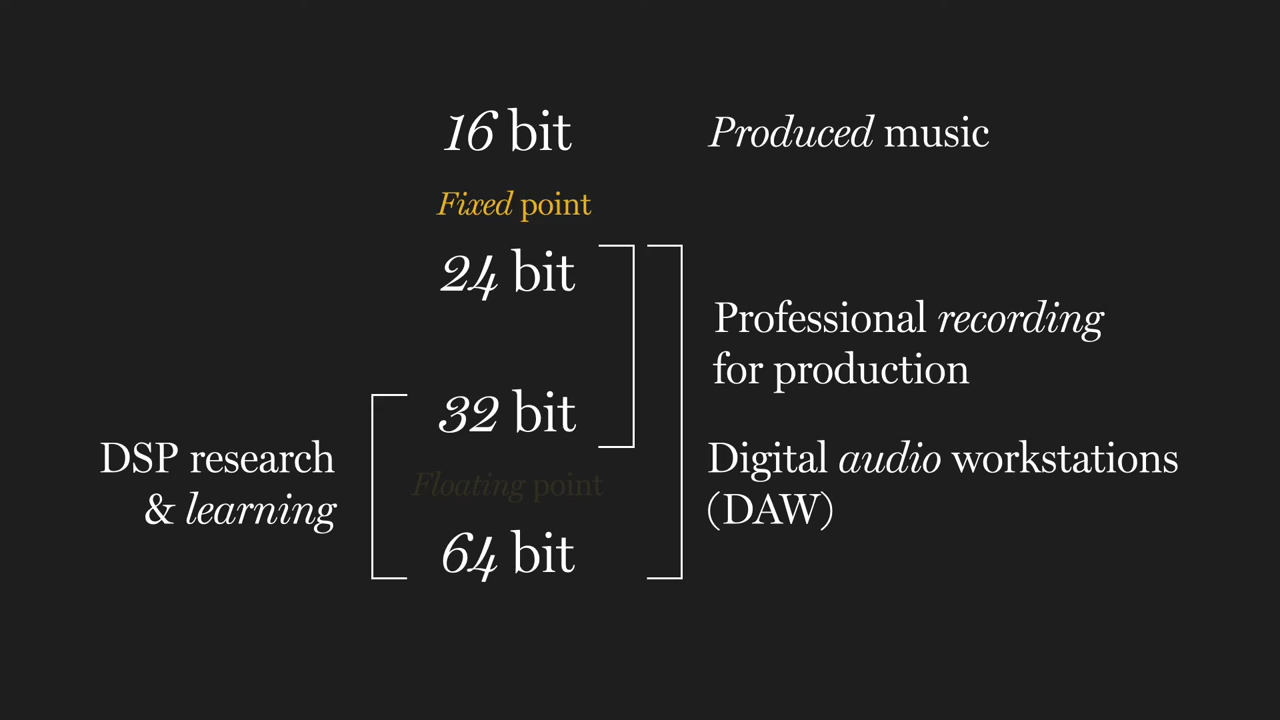 16 bit
Produced music
Fixed point
24 bit
Professional recording
for production
32 bit
DSP research
& learning
Floating point
Digital audio workstations
(DAW)
64 bit